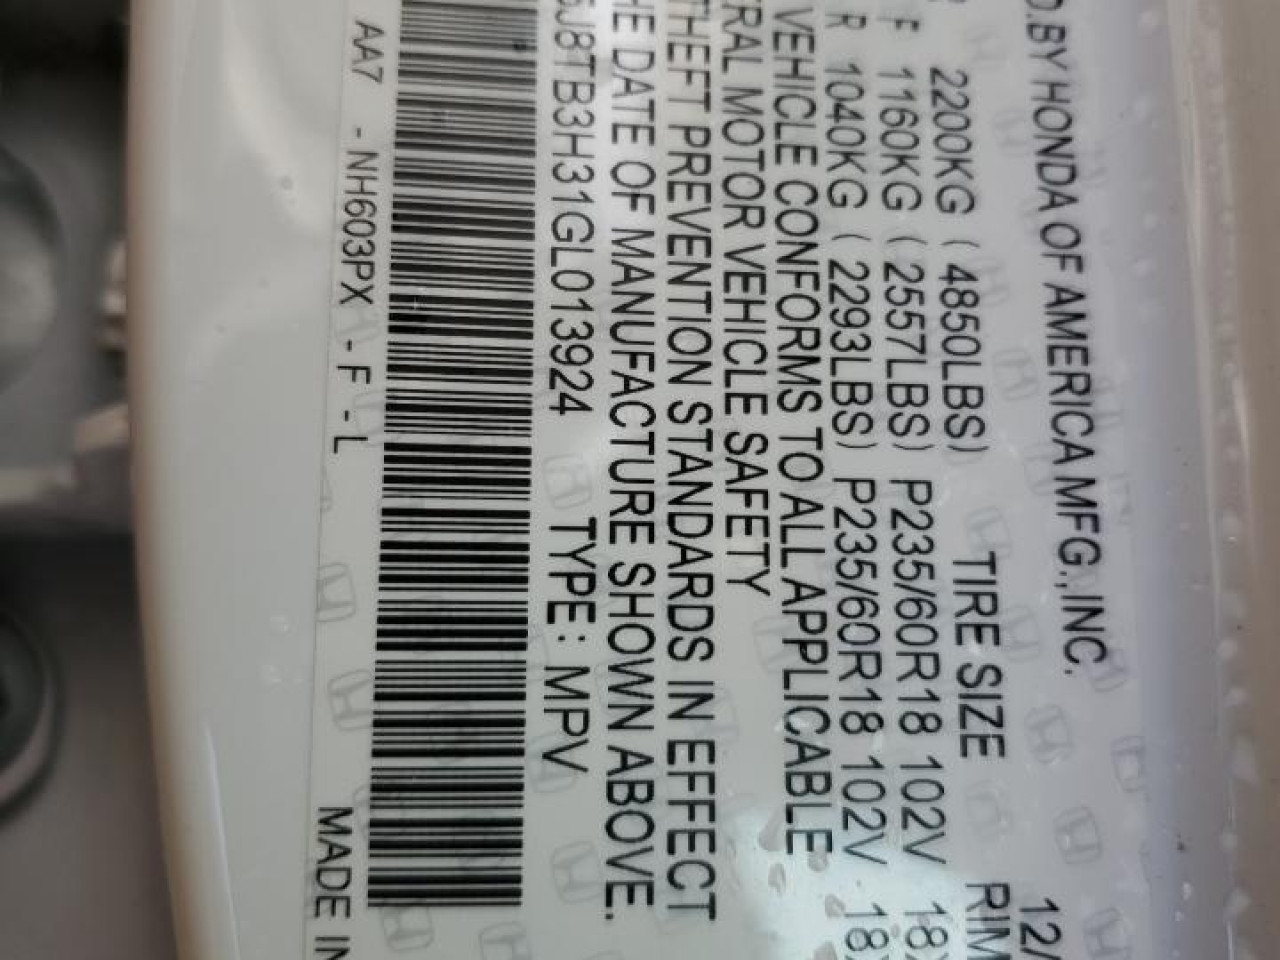 D.BY HONDA OF AMERICA MFG.,INC. 12/
2200KG ( 4850LBS) TIRE SIZE RIM
F 1160KG ( 2557LBS) P235/60R18 102V 18X
R 1040KG ( 2293LBS) P235/60R18 102V 18X
VEHICLE CONFORMS TO ALL APPLICABLE
RAL MOTOR VEHICLE SAFETY
THEFT PREVENTION STANDARDS IN EFFECT
HE DATE OF MANUFACTURE SHOWN ABOVE.
5J8TB3H31GL013924 TYPE: MPV
AA7 - NH603PX - F - L MADE IN